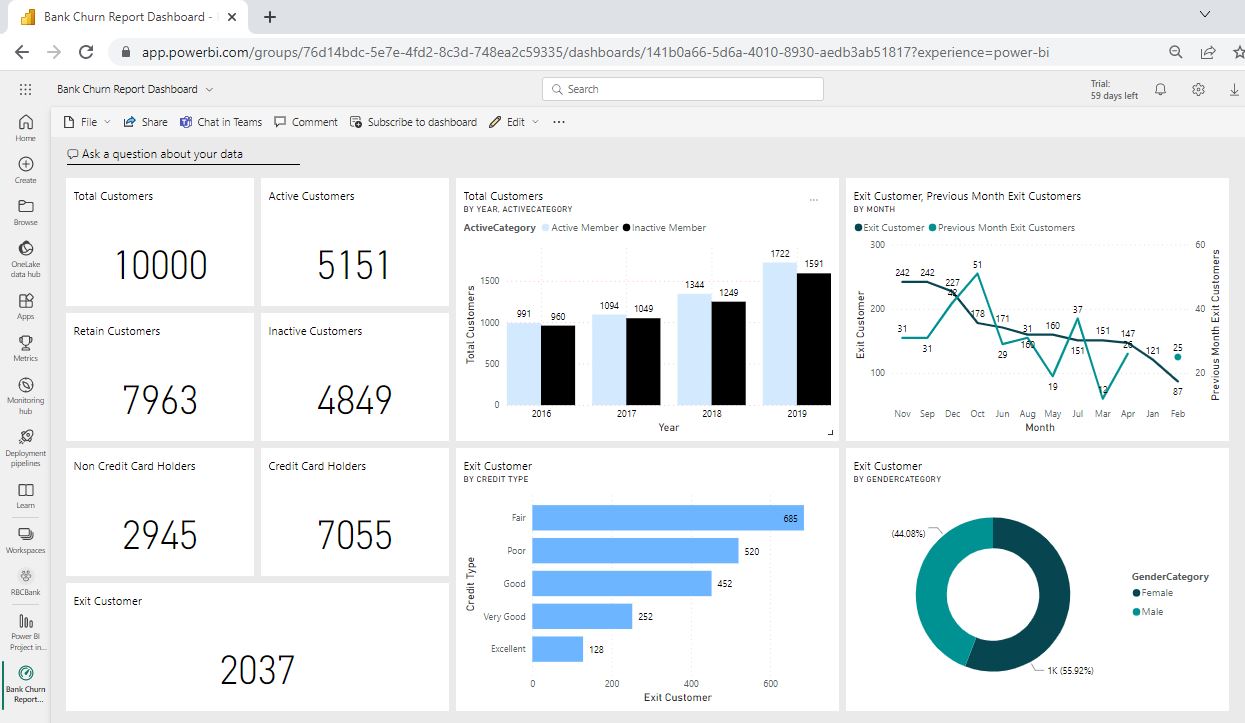 Bank Churn Report Dashboard -
app.powerbi.com/groups/76d14bdc-5e7e-4fd2-8c3d-748ea2c59335/dashboards/141b0a66-5d6a-4010-8930-aedb3ab51817?experience=power-bi
Bank Churn Report Dashboard
Search
Trial:
59 days left
Home
Create
Browse
OneLake
data hub
Apps
Metrics
Monitoring
hub
Deployment
pipelines
Learn
Workspaces
RBCBank
Power BI
Project in...
Bank Churn
Report...
File
Share
Chat in Teams
Comment
Subscribe to dashboard
Edit
...
Ask a question about your data
Total Customers
10000
Active Customers
5151
Retain Customers
7963
Inactive Customers
4849
Non Credit Card Holders
2945
Credit Card Holders
7055
Exit Customer
2037
Total Customers
...
BY YEAR, ACTIVECATEGORY
ActiveCategory Active Member Inactive Member
Total Customers
1500
1000
500
0
991 960
1094 1049
1344 1249
1722 1591
2016 2017 2018 2019
Year
Exit Customer, Previous Month Exit Customers
BY MONTH
Exit Customer Previous Month Exit Customers
Exit Customer
300
200
100
242 242 227 178 171 160 160 151 151 147 121 87
31 31 42 51 29 31 19 37 12 26 25
60
40
20
Previous Month Exit Customers
Nov Sep Dec Oct Jun Aug May Jul Mar Apr Jan Feb
Month
Exit Customer
BY CREDIT TYPE
Credit Type
Fair 685
Poor 520
Good 452
Very Good 252
Excellent 128
0 200 400 600
Exit Customer
Exit Customer
BY GENDERCATEGORY
(44.08%)
1K (55.92%)
GenderCategory
Female
Male